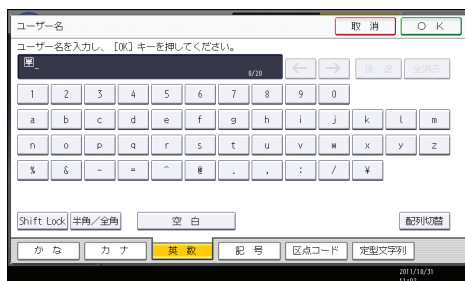 ユーザー名 取 消 O K
ユーザー名を入力し、[OK] キーを押してください。
半_
0/20 ← → 後 退 全消去
1 2 3 4 5 6 7 8 9 0
a b c d e f g h i j k l m
n o p q r s t u v w x y z
% & - = ^ @ . , : / ¥
Shift Lock 半角/全角 空 白 配列切替
か な カ ナ 英 数 記 号 区点コード 定型文字列
2011/10/31